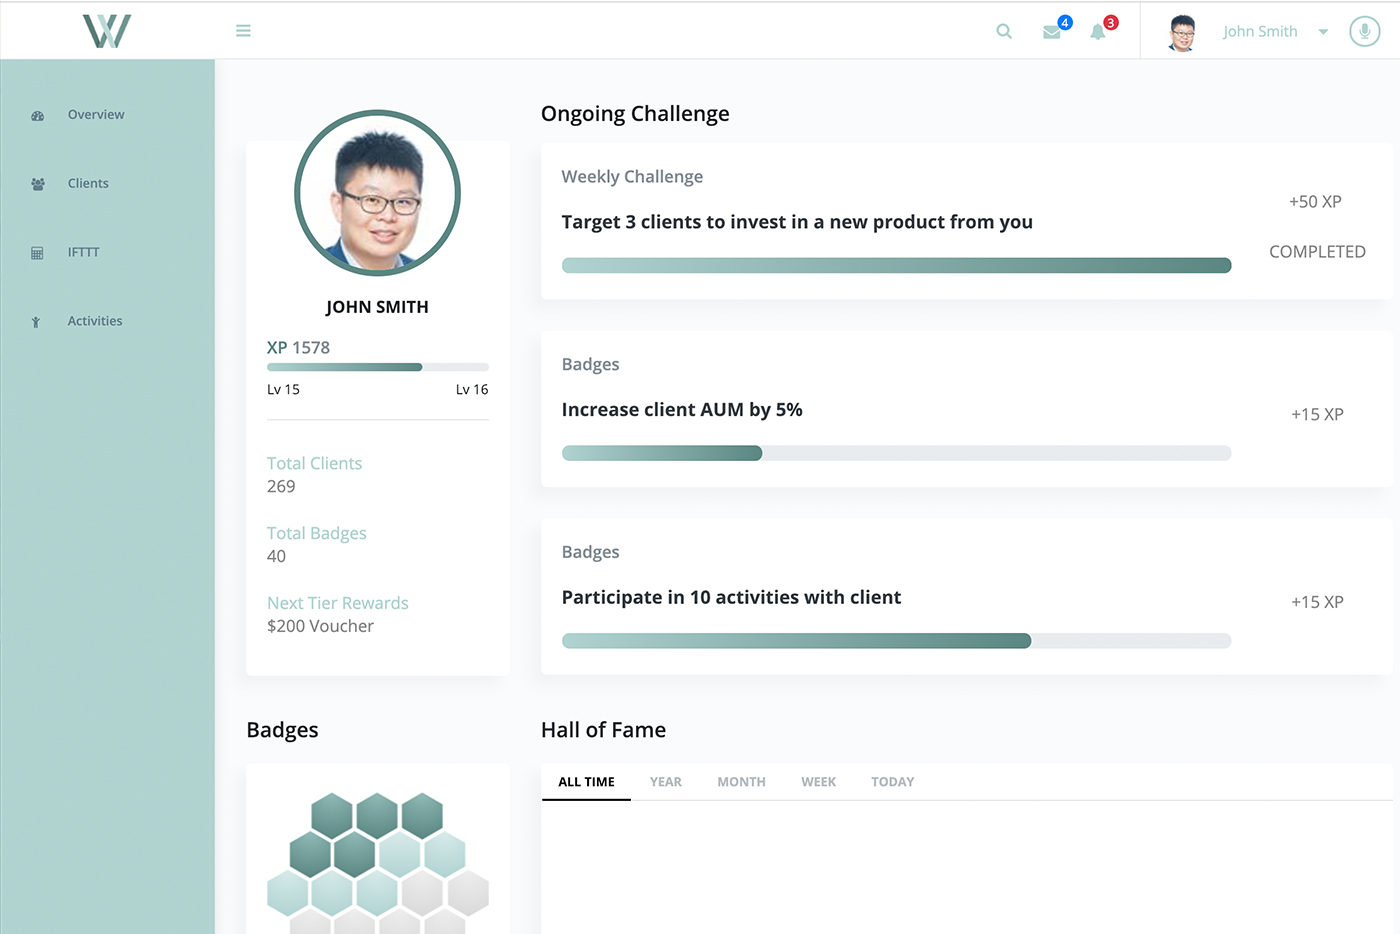 W
4
3
John Smith
Overview
Clients
IFTTT
Activities
JOHN SMITH
XP 1578
Lv 15 Lv 16
Total Clients
269
Total Badges
40
Next Tier Rewards
$200 Voucher
Ongoing Challenge
Weekly Challenge
Target 3 clients to invest in a new product from you
+50 XP
COMPLETED
Badges
Increase client AUM by 5%
+15 XP
Badges
Participate in 10 activities with client
+15 XP
Badges
Hall of Fame
ALL TIME YEAR MONTH WEEK TODAY